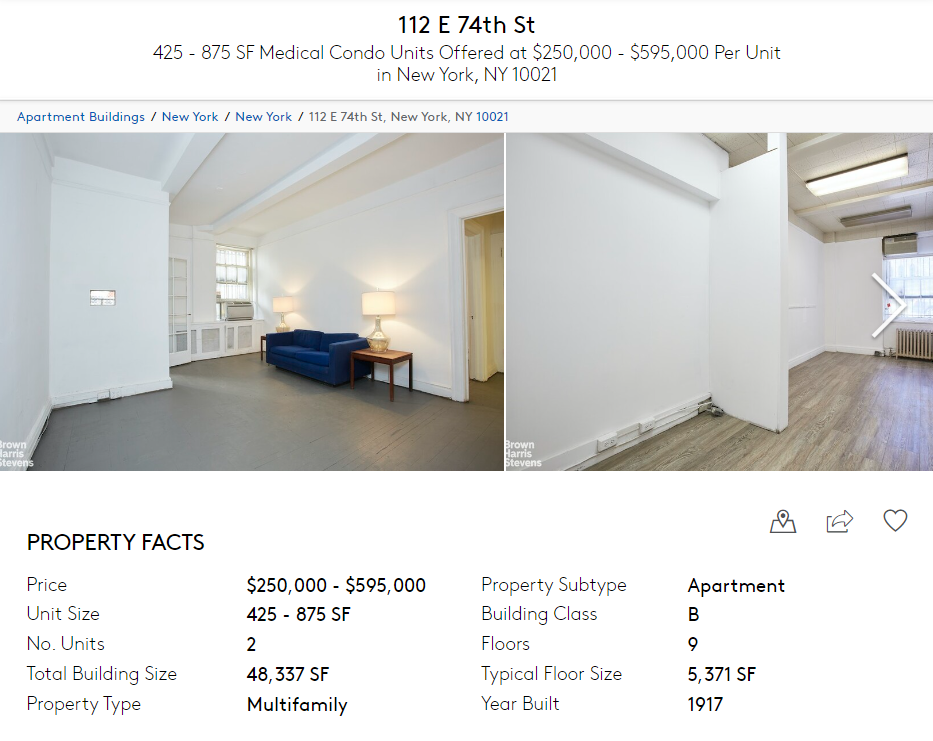 112 E 74th St
425 - 875 SF Medical Condo Units Offered at $250,000 - $595,000 Per Unit
in New York, NY 10021
Apartment Buildings / New York / New York / 112 E 74th St, New York, NY 10021
Brown
Harris
Stevens
Brown
Harris
Stevens
PROPERTY FACTS
Price $250,000 - $595,000 Property Subtype Apartment
Unit Size 425 - 875 SF Building Class B
No. Units 2 Floors 9
Total Building Size 48,337 SF Typical Floor Size 5,371 SF
Property Type Multifamily Year Built 1917